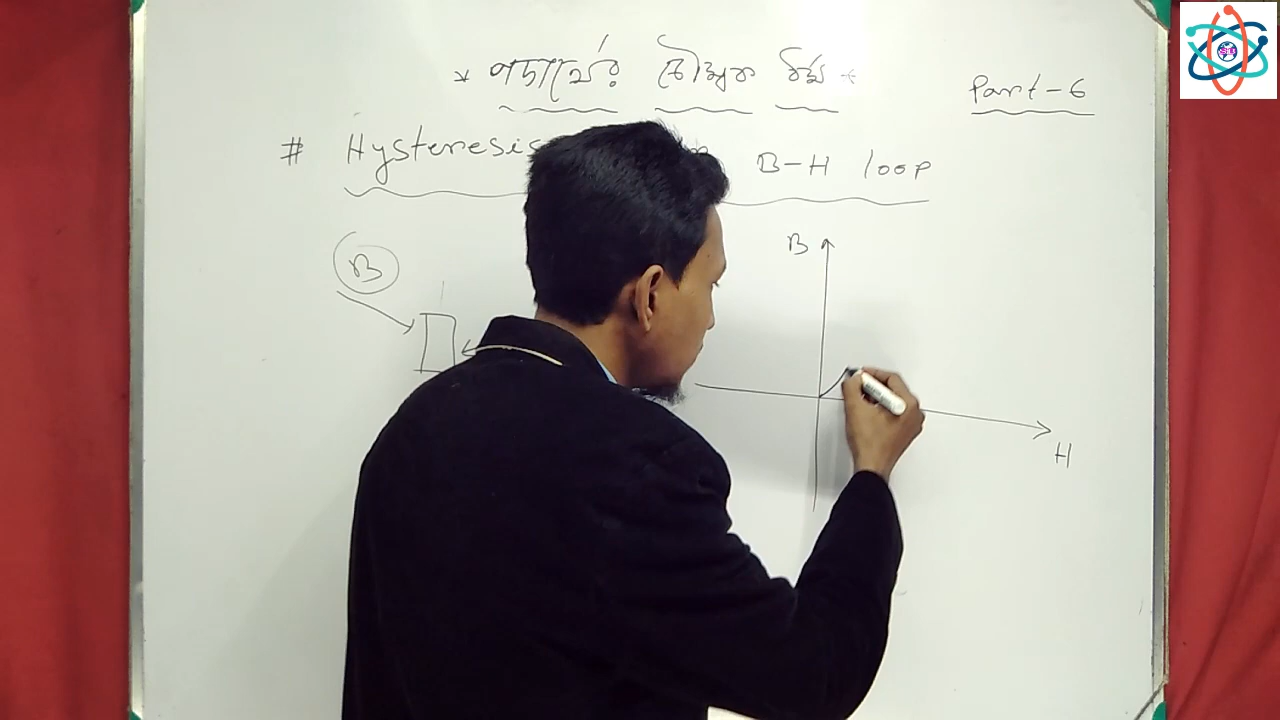 * পদার্থের চৌম্বক ধর্ম *
Part-6
# Hysteresis
B-H loop
B
B
H